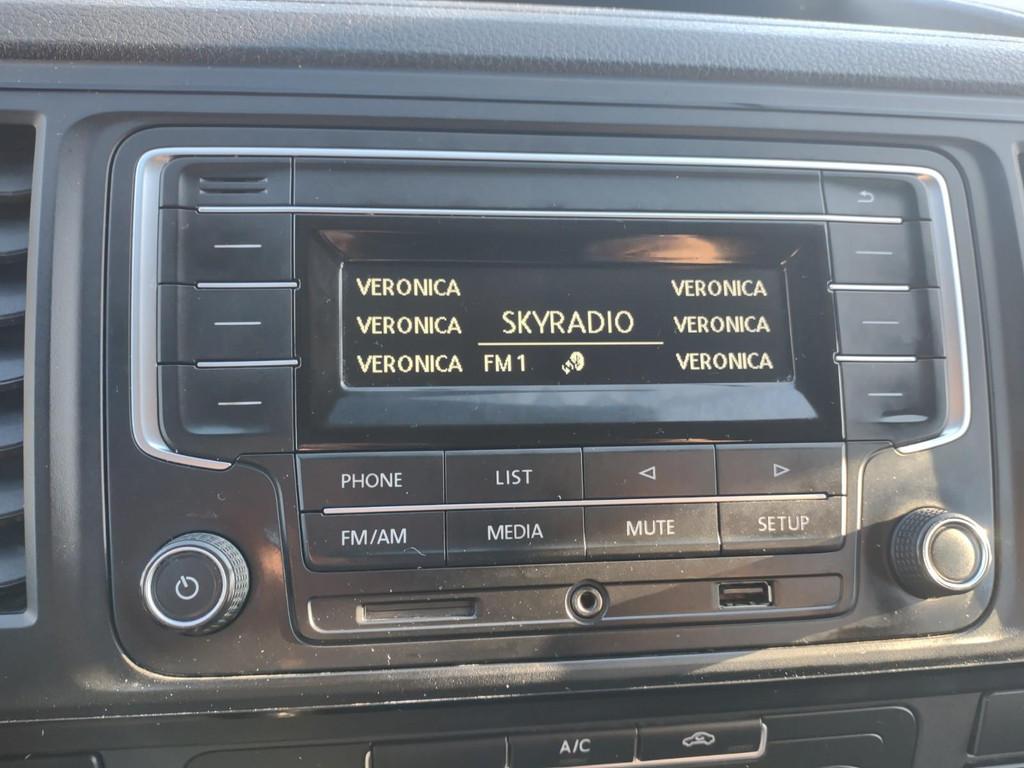 VERONICA VERONICA
VERONICA SKYRADIO VERONICA
VERONICA FM 1 VERONICA
PHONE LIST
FM/AM MEDIA MUTE SETUP
A/C